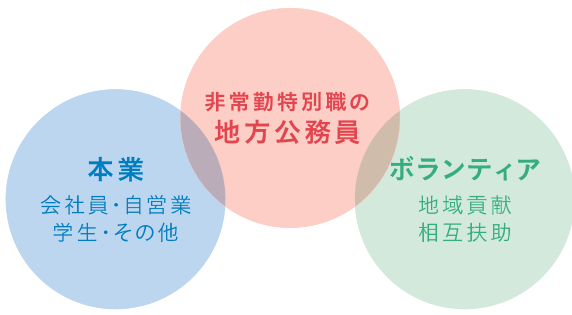 非常勤特別職の
地方公務員
本業
会社員・自営業
学生・その他
ボランティア
地域貢献
相互扶助